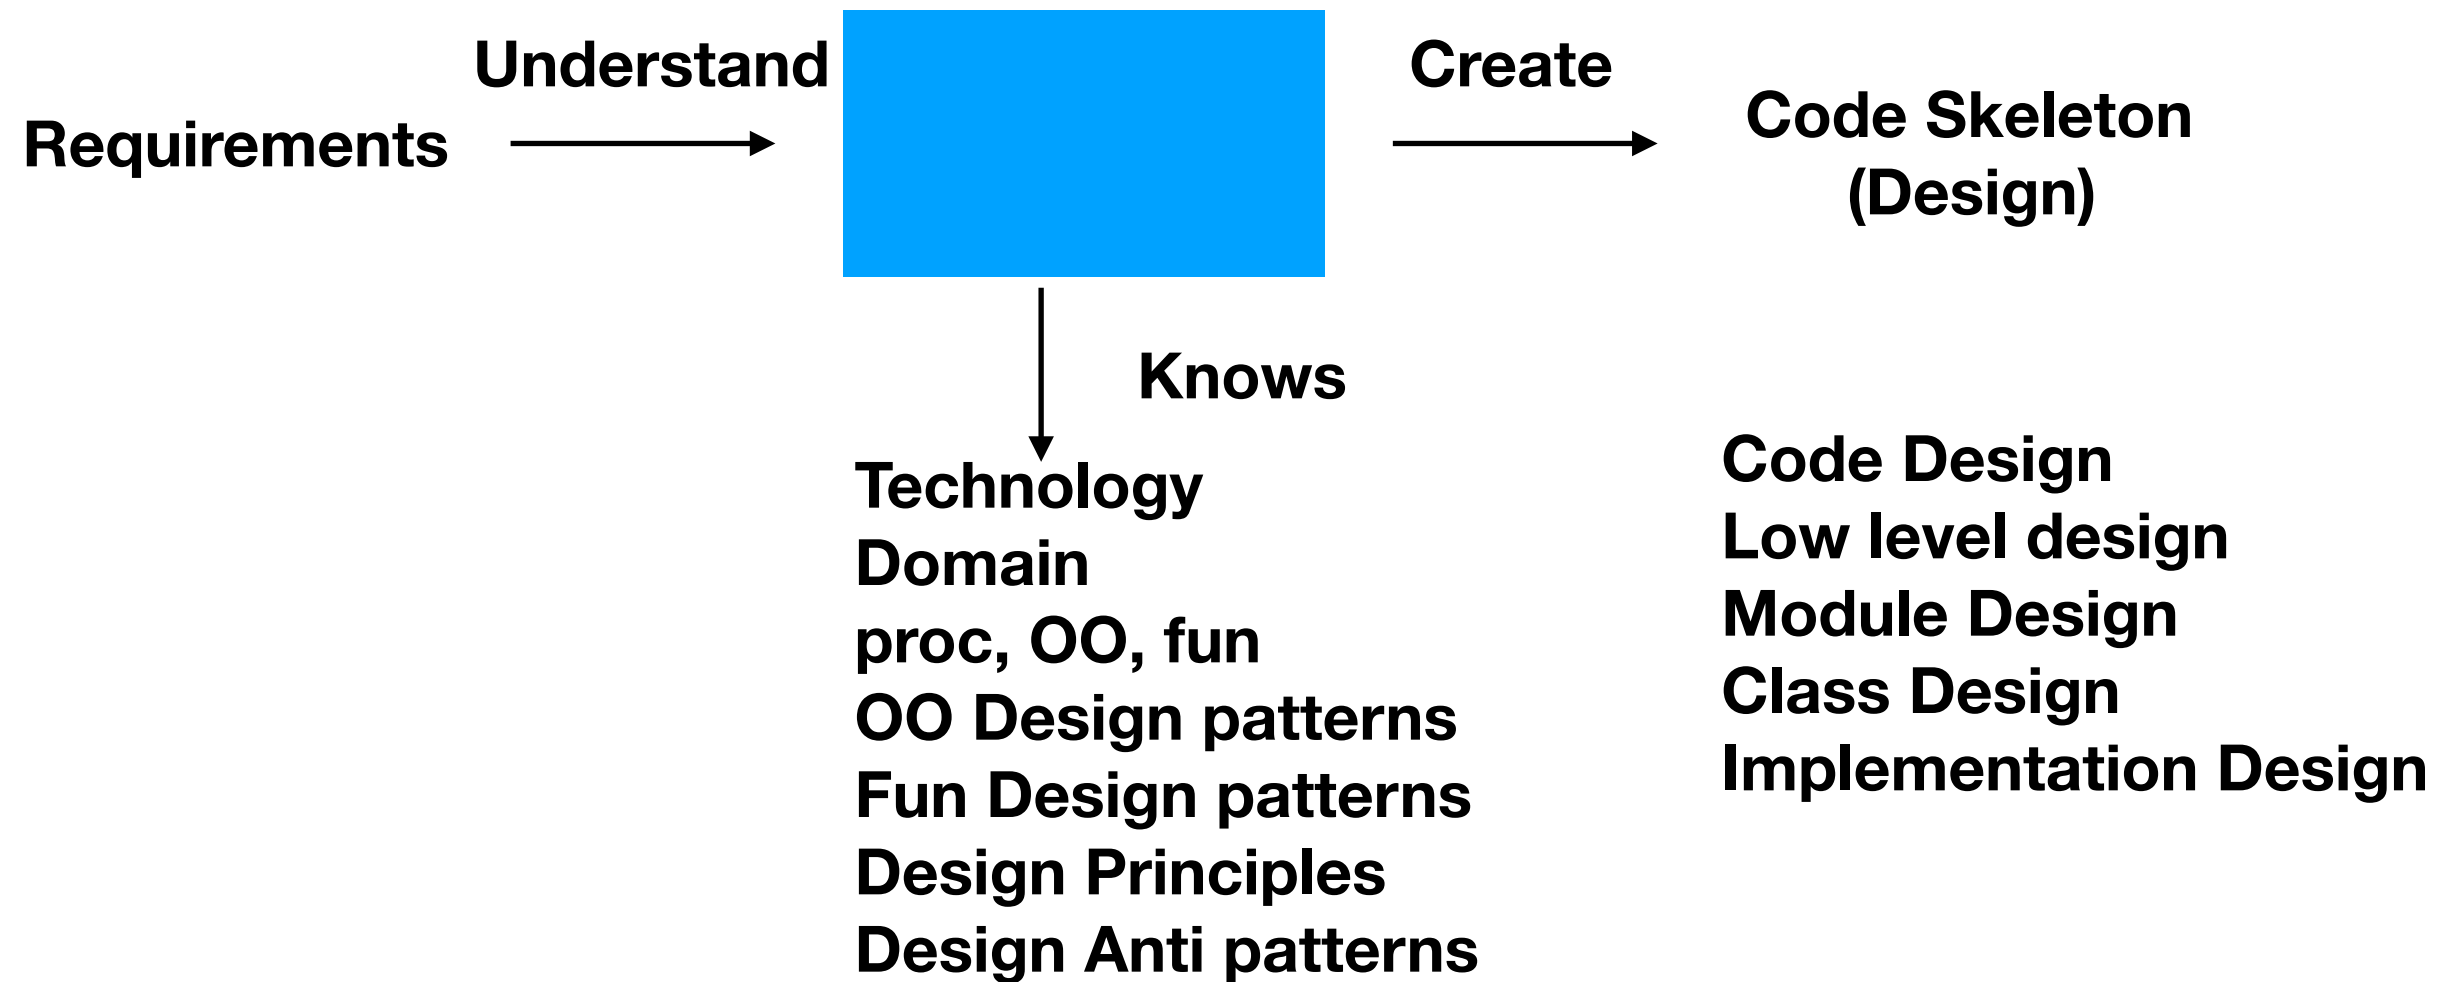 Understand
Create
Requirements
Code Skeleton
(Design)
Knows
Technology
Domain
proc, OO, fun
OO Design patterns
Fun Design patterns
Design Principles
Design Anti patterns
Code Design
Low level design
Module Design
Class Design
Implementation Design